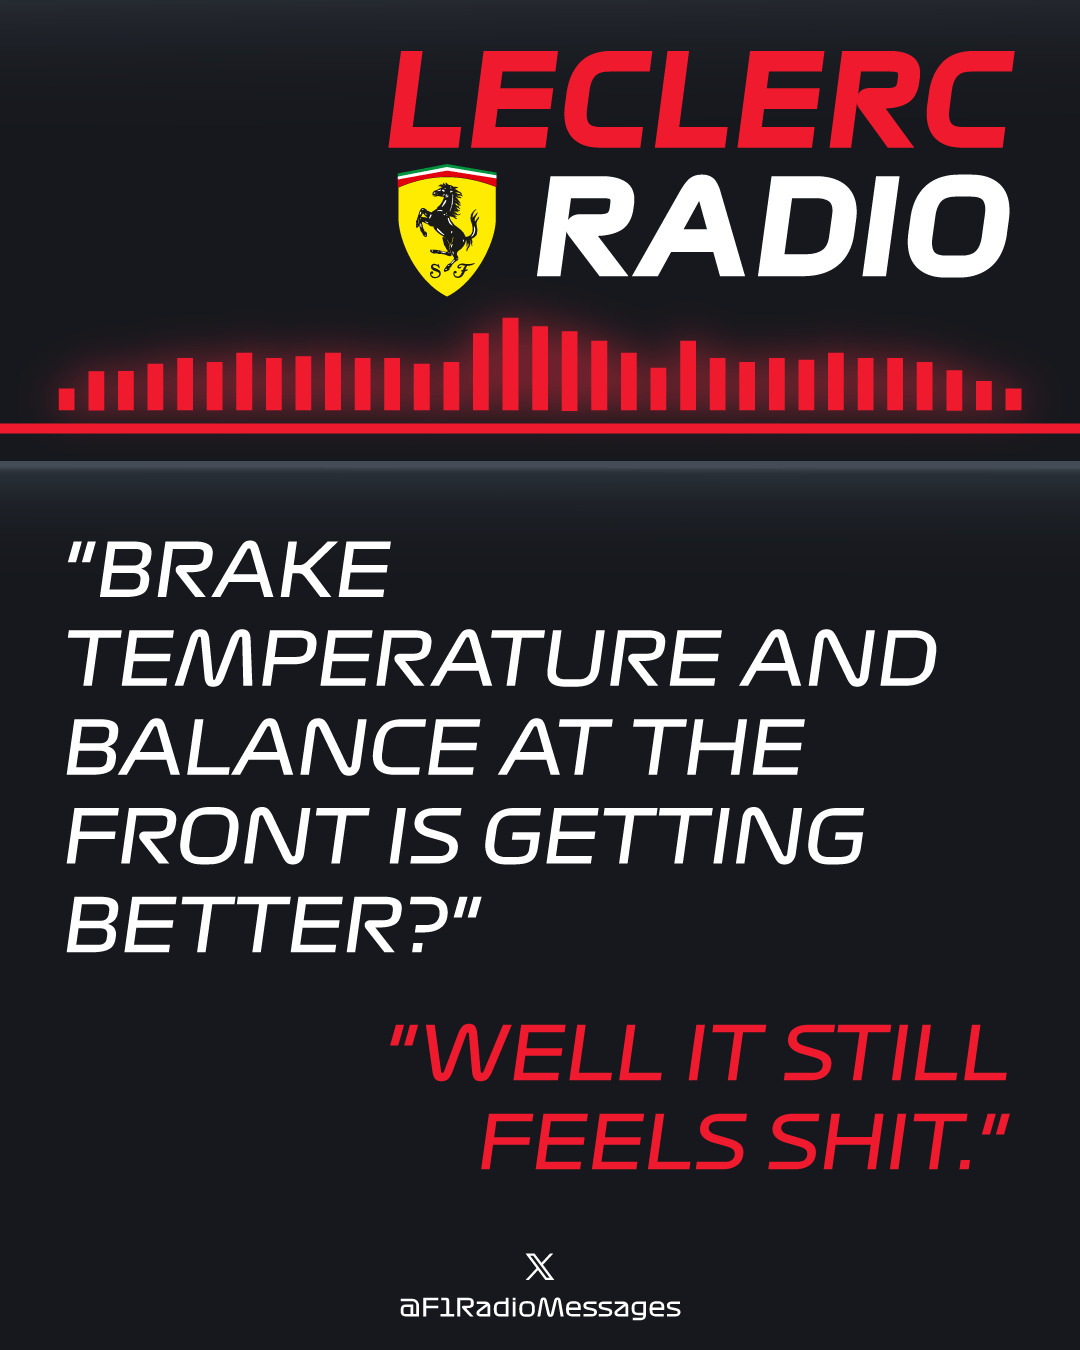 LECLERC
RADIO
S F
"BRAKE
TEMPERATURE AND
BALANCE AT THE
FRONT IS GETTING
BETTER?"
"WELL IT STILL
FEELS SHIT."
X
@F1RadioMessages